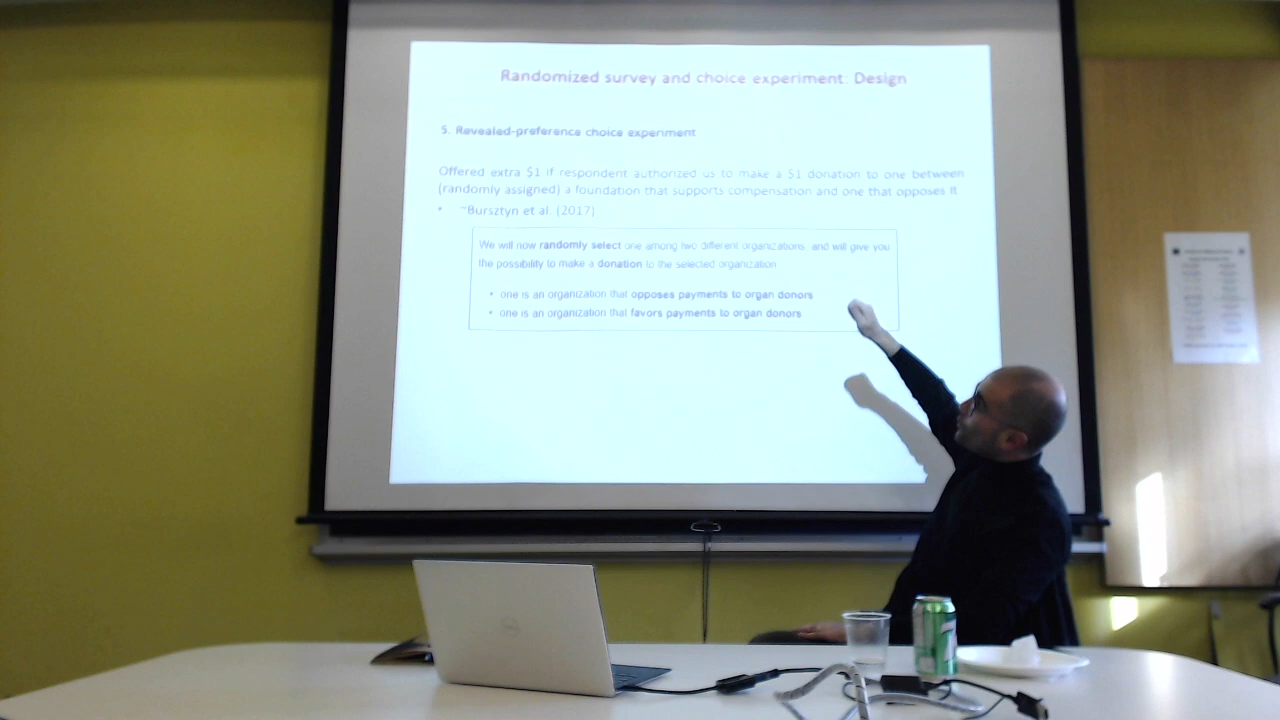 Randomized survey and choice experiment: Design
5. Revealed-preference choice experiment
Offered extra $1 if respondent authorized us to make a $1 donation to one between
(randomly assigned) a foundation that supports compensation and one that opposes it
• ~Bursztyn et al. (2017)
We will now randomly select one among two different organizations, and will give you
the possibility to make a donation to the selected organization
• one is an organization that opposes payments to organ donors
• one is an organization that favors payments to organ donors